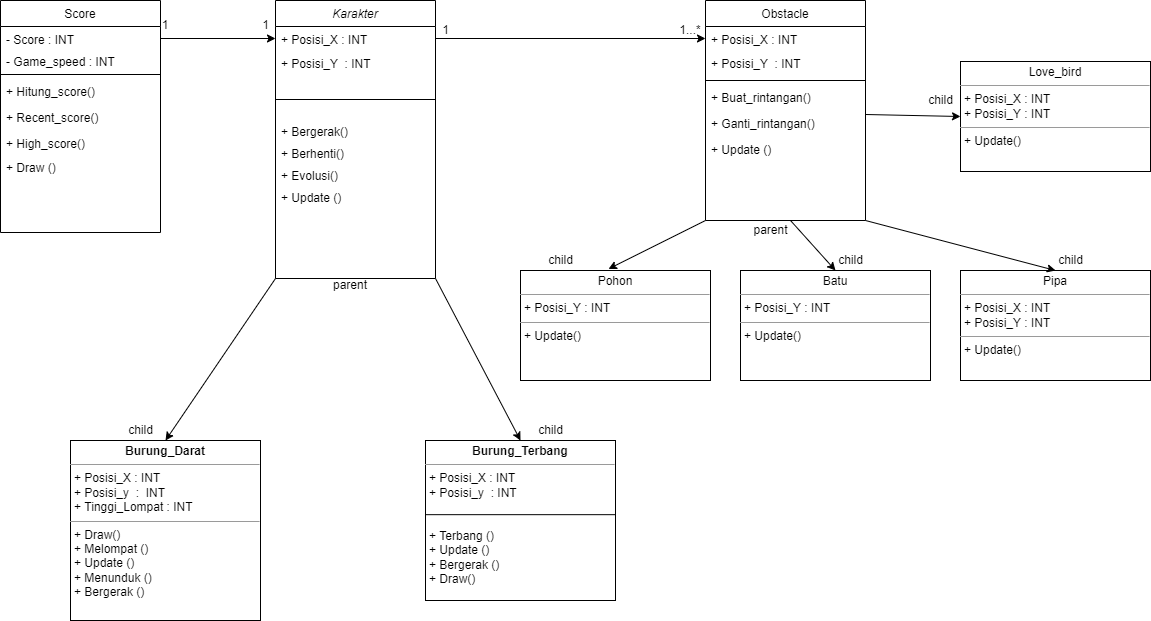 Score
- Score : INT
- Game_speed : INT
+ Hitung_score()
+ Recent_score()
+ High_score()
+ Draw ()
1
1
Karakter
+ Posisi_X : INT
+ Posisi_Y  : INT
+ Bergerak()
+ Berhenti()
+ Evolusi()
+ Update ()
parent
1
1...*
Obstacle
+ Posisi_X : INT
+ Posisi_Y  : INT
+ Buat_rintangan()
+ Ganti_rintangan()
+ Update ()
parent
child
Love_bird
+ Posisi_X : INT
+ Posisi_Y : INT
+ Update()
child
Pohon
+ Posisi_Y : INT
+ Update()
child
Batu
+ Posisi_Y : INT
+ Update()
child
Pipa
+ Posisi_X : INT
+ Posisi_Y : INT
+ Update()
child
Burung_Darat
+ Posisi_X : INT
+ Posisi_y  :  INT
+ Tinggi_Lompat : INT
+ Draw()
+ Melompat ()
+ Update ()
+ Menunduk ()
+ Bergerak ()
child
Burung_Terbang
+ Posisi_X : INT
+ Posisi_y  : INT
+ Terbang ()
+ Update ()
+ Bergerak ()
+ Draw()